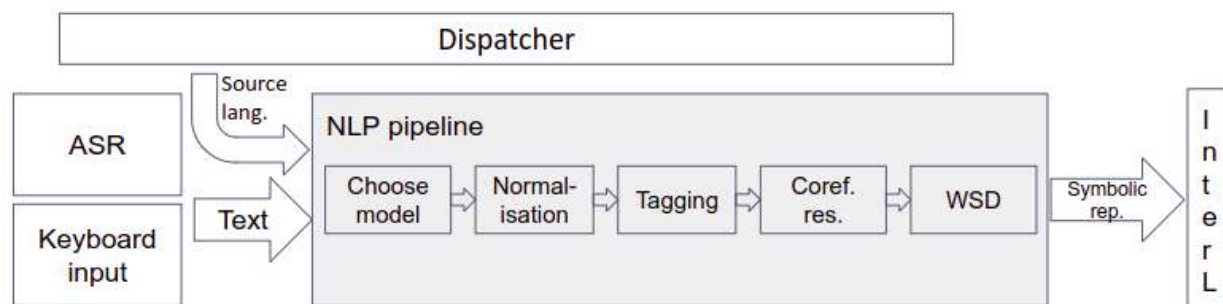 Dispatcher
Source
lang.
ASR
Keyboard
input
Text
NLP pipeline
Choose
model
Normal-
isation
Tagging
Coref.
res.
WSD
Symbolic
rep.
I
n
t
e
r
L